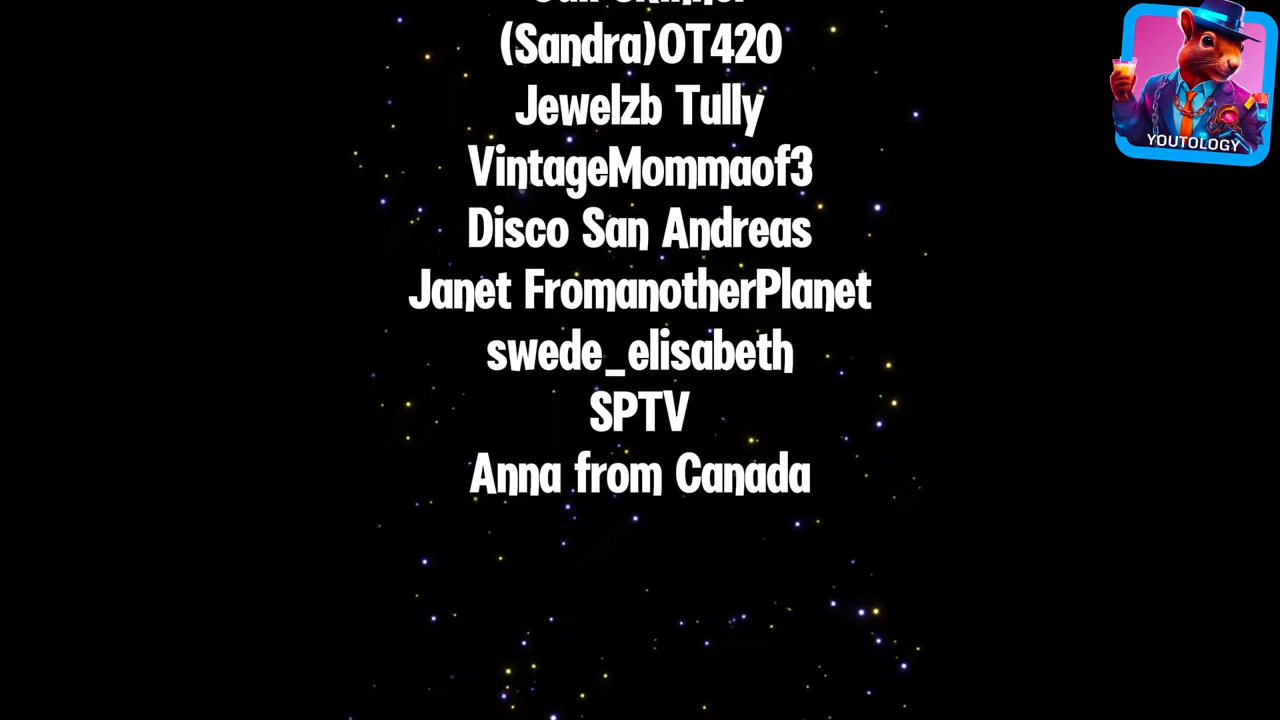 (Sandra)OT420
Jewelzb Tully
VintageMommaof3
Disco San Andreas
Janet FromanotherPlanet
swede_elisabeth
SPTV
Anna from Canada
YOUTOLOGY